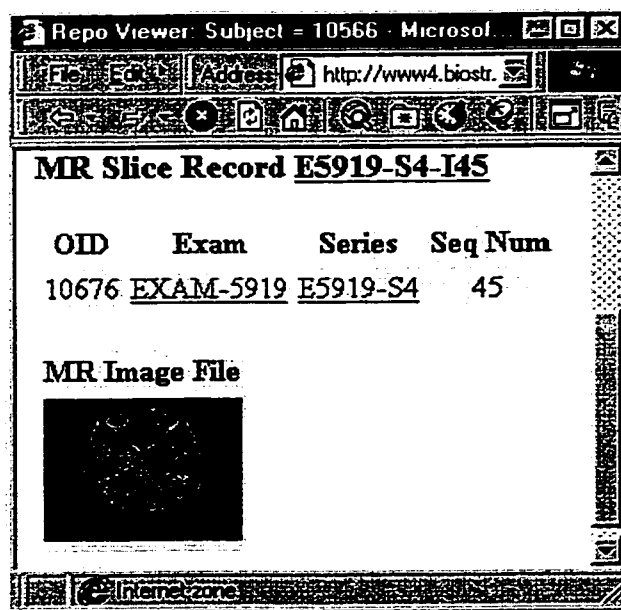 Repo Viewer: Subject = 10566 - Microsof...
File Edit Address http://www4.biostr.
MR Slice Record E5919-S4-I45
OID Exam Series Seq Num
10676 EXAM-5919 E5919-S4 45
MR Image File
Internet zone